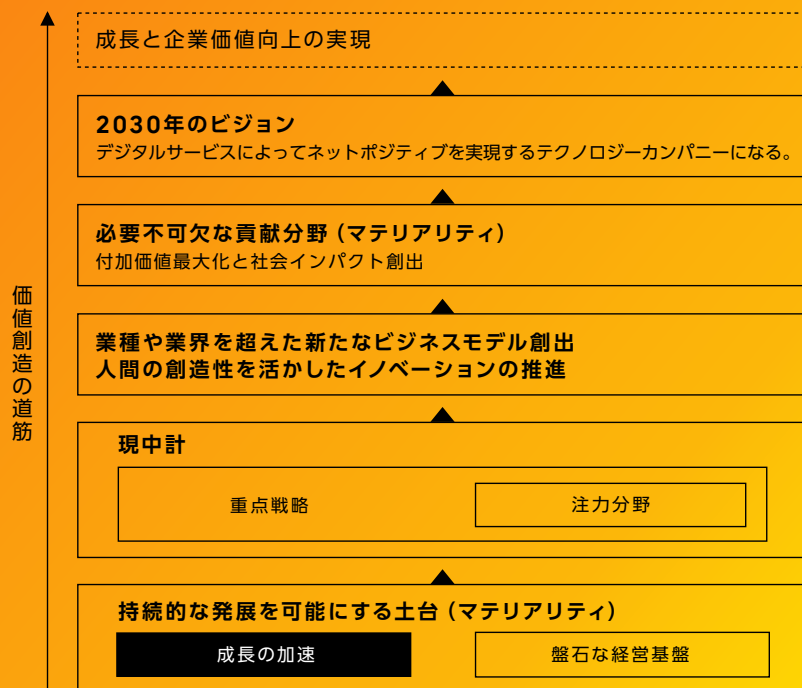 成長と企業価値向上の実現
2030年のビジョン
デジタルサービスによってネットポジティブを実現するテクノロジーカンパニーになる。
必要不可欠な貢献分野（マテリアリティ）
付加価値最大化と社会インパクト創出
価値創造の道筋
業種や業界を超えた新たなビジネスモデル創出
人間の創造性を活かしたイノベーションの推進
現中計
重点戦略
注力分野
持続的な発展を可能にする土台（マテリアリティ）
成長の加速
盤石な経営基盤